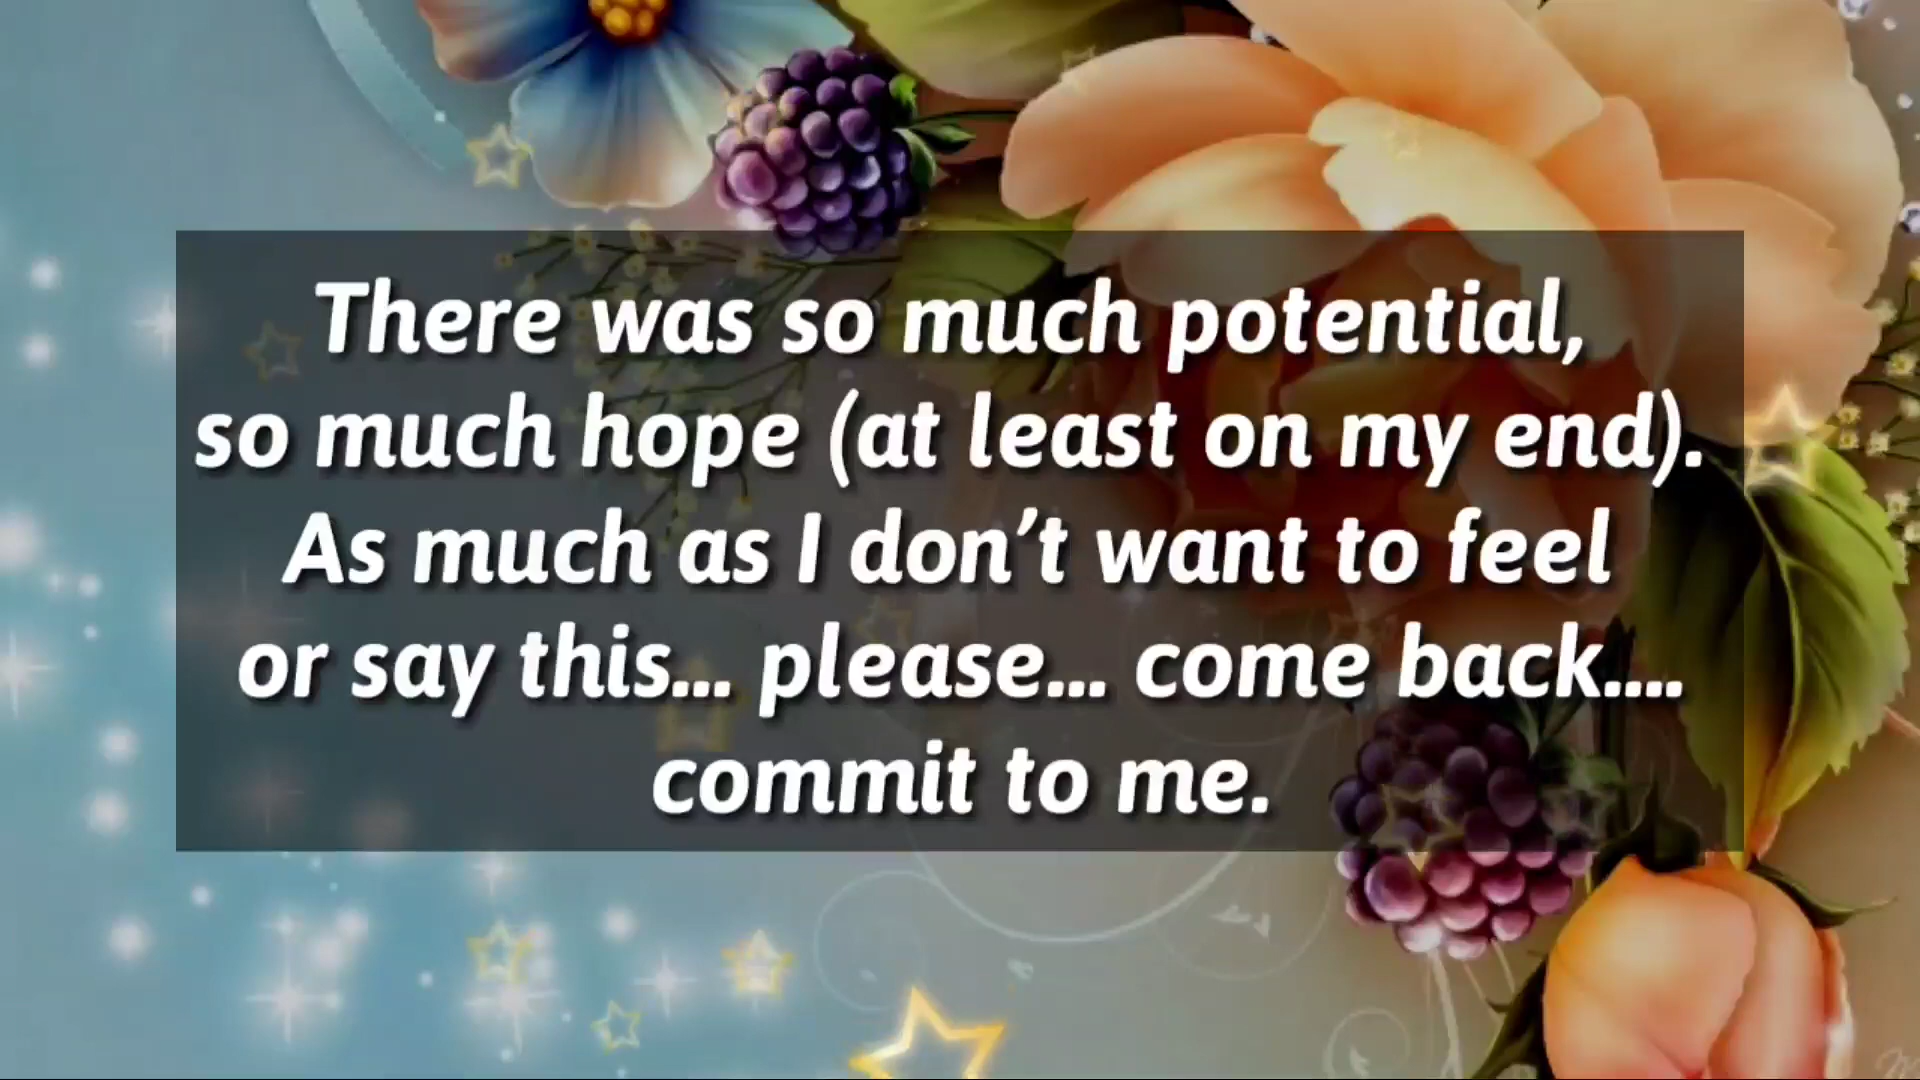 There was so much potential,
so much hope (at least on my end).
As much as I don’t want to feel
or say this... please... come back....
commit to me.